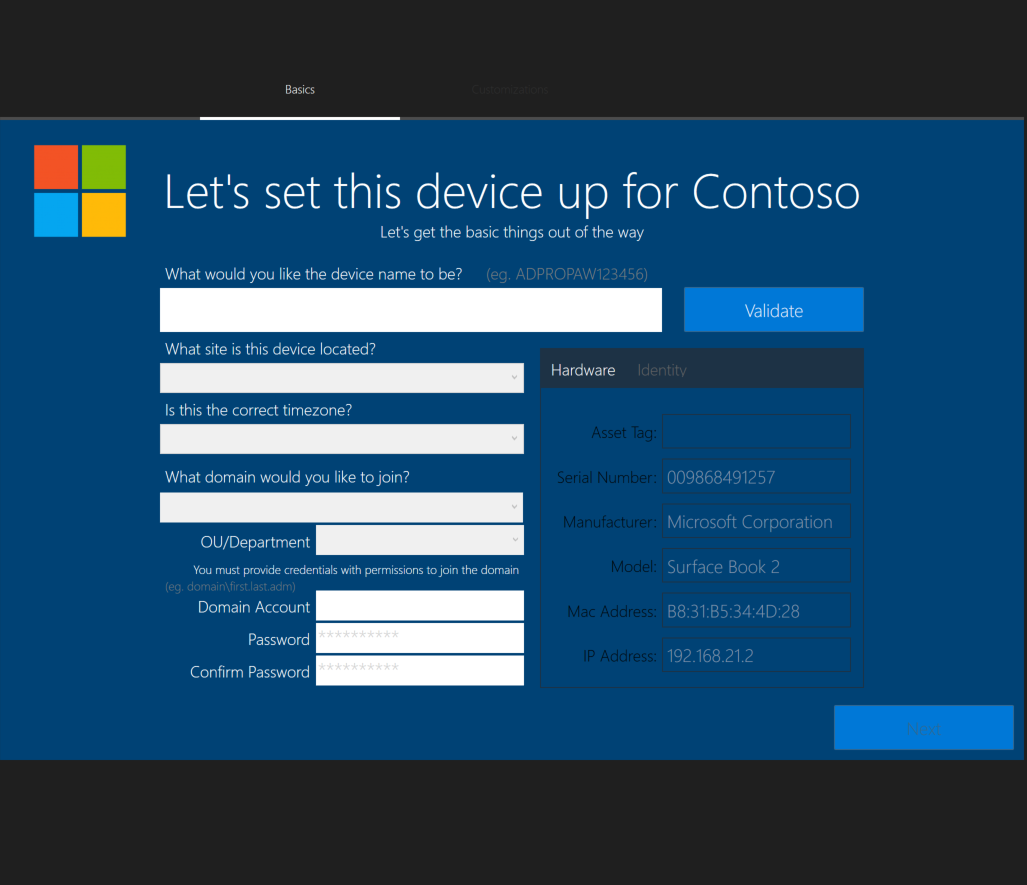 Basics Customizations
Let's set this device up for Contoso
Let's get the basic things out of the way
What would you like the device name to be? (eg. ADPROPAW123456)
Validate
What site is this device located?
Is this the correct timezone?
What domain would you like to join?
OU/Department
You must provide credentials with permissions to join the domain
(eg. domain\first.last.adm)
Domain Account
Password **********
Confirm Password **********
Hardware Identity
Asset Tag:
Serial Number: 009868491257
Manufacturer: Microsoft Corporation
Model: Surface Book 2
Mac Address: B8:31:B5:34:4D:28
IP Address: 192.168.21.2
Next